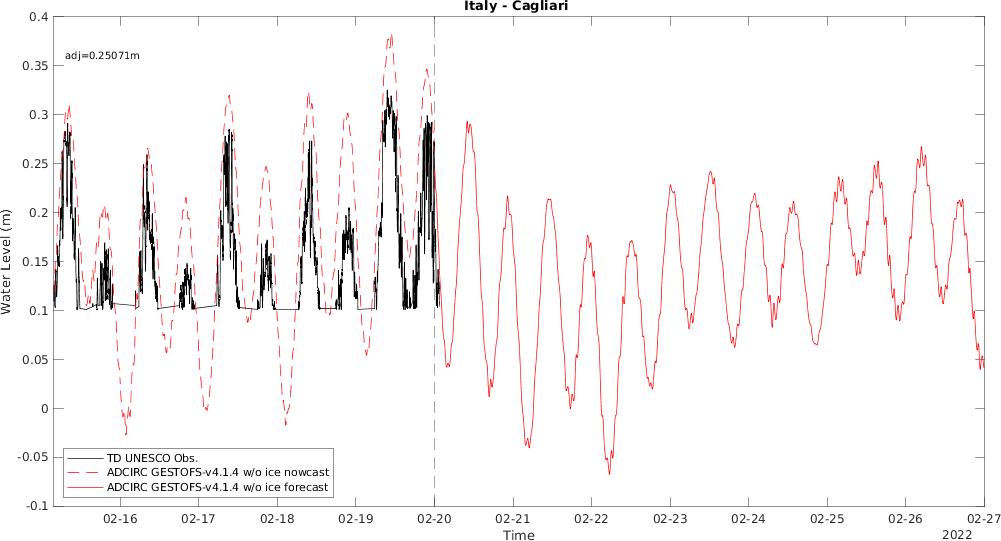 Italy - Cagliari
adj=0.25071m
0.4
0.35
0.3
0.25
0.2
0.15
0.1
0.05
0
-0.05
-0.1
Water Level (m)
TD UNESCO Obs.
ADCIRC GESTOFS-v4.1.4 w/o ice nowcast
ADCIRC GESTOFS-v4.1.4 w/o ice forecast
02-16 02-17 02-18 02-19 02-20 02-21 02-22 02-23 02-24 02-25 02-26 02-27
Time
2022